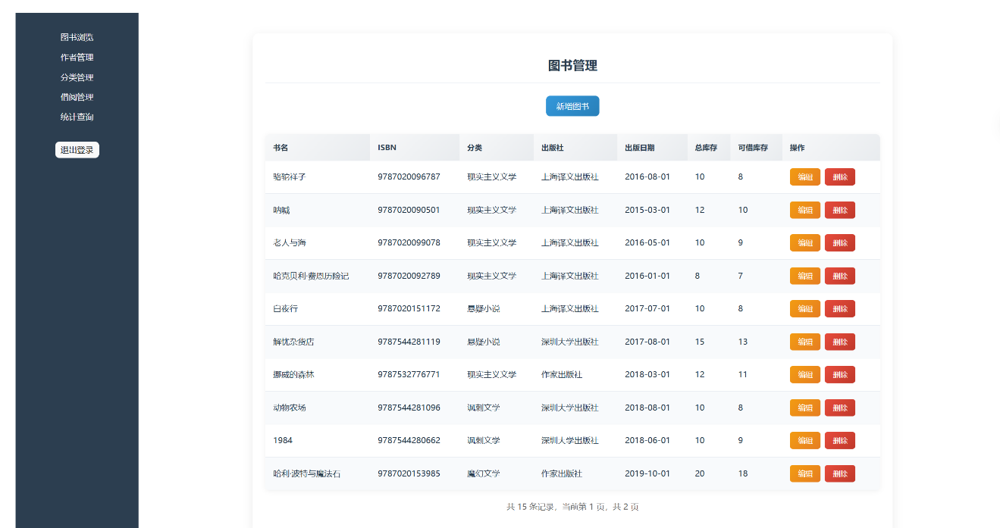 图书浏览
作者管理
分类管理
借阅管理
统计查询
退出登录
图书管理
新增图书
书名 ISBN 分类 出版社 出版日期 总库存 可借库存 操作
骆驼祥子 9787020096787 现实主义文学 上海译文出版社 2016-08-01 10 8 编辑 删除
呐喊 9787020090501 现实主义文学 上海译文出版社 2015-03-01 12 10 编辑 删除
老人与海 9787020099078 现实主义文学 上海译文出版社 2016-05-01 10 9 编辑 删除
哈克贝利·费恩历险记 9787020092789 现实主义文学 上海译文出版社 2016-01-01 8 7 编辑 删除
白夜行 9787020151172 悬疑小说 上海译文出版社 2017-07-01 10 8 编辑 删除
解忧杂货店 9787544281119 悬疑小说 深圳大学出版社 2017-08-01 15 13 编辑 删除
挪威的森林 9787532776771 现实主义文学 作家出版社 2018-03-01 12 11 编辑 删除
动物农场 9787544281096 讽刺文学 深圳大学出版社 2018-08-01 10 8 编辑 删除
1984 9787544280662 讽刺文学 深圳大学出版社 2018-06-01 10 9 编辑 删除
哈利·波特与魔法石 9787020153985 魔幻文学 作家出版社 2019-10-01 20 18 编辑 删除
共 15 条记录，当前第 1 页，共 2 页